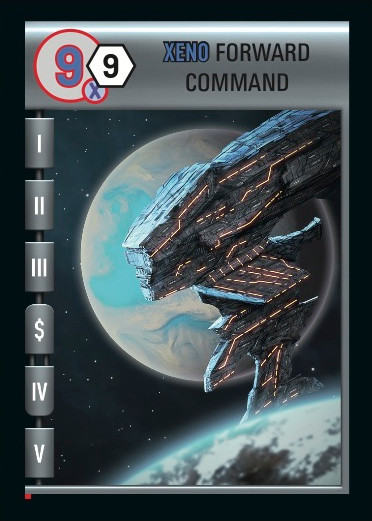 9 9 X
XENO FORWARD
COMMAND
I
II
III
$
IV
V